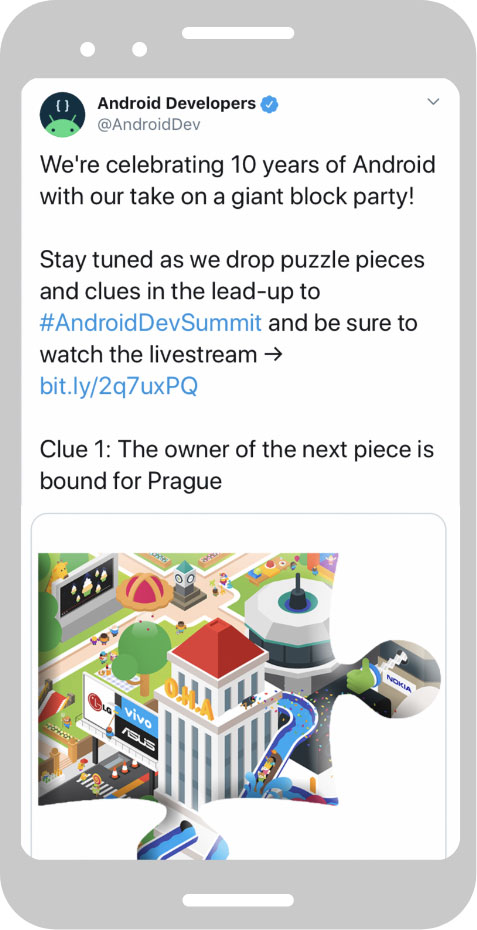 Android Developers
@AndroidDev
We're celebrating 10 years of Android
with our take on a giant block party!
Stay tuned as we drop puzzle pieces
and clues in the lead-up to
#AndroidDevSummit and be sure to
watch the livestream →
bit.ly/2q7uxPQ
Clue 1: The owner of the next piece is
bound for Prague
OHA
NOKIA
LG
vivo
ASUS